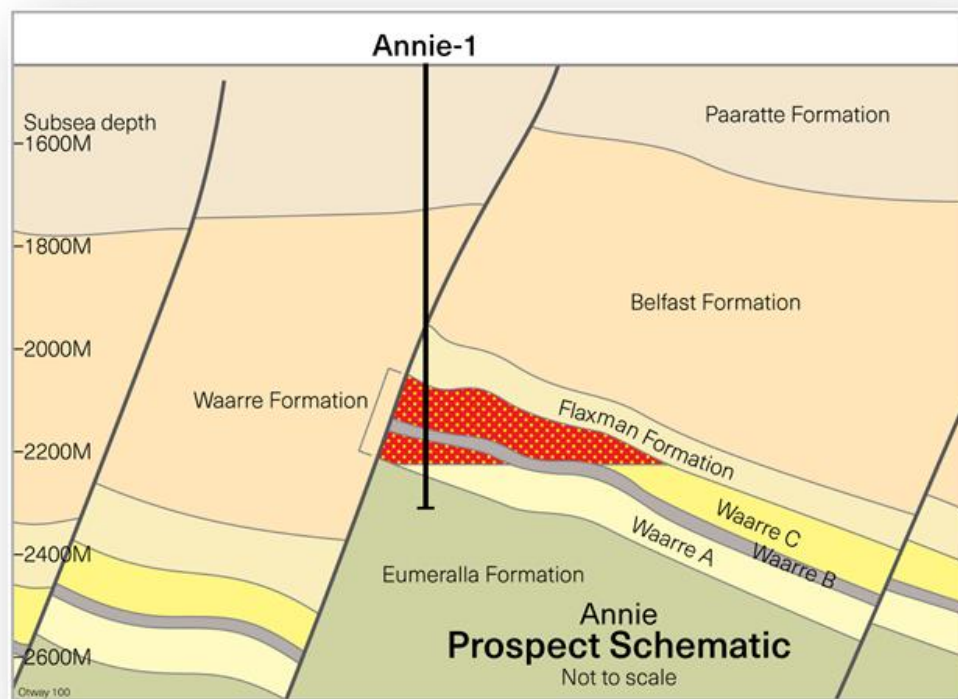 Annie-1
Subsea depth
Paaratte Formation
1600M
1800M
Belfast Formation
2000M
Waarre Formation
Flaxman Formation
2200M
Waarre C
Waarre A
Waarre B
2400M
Eumeralla Formation
Annie
Prospect Schematic
Not to scale
2600M
Otway 100